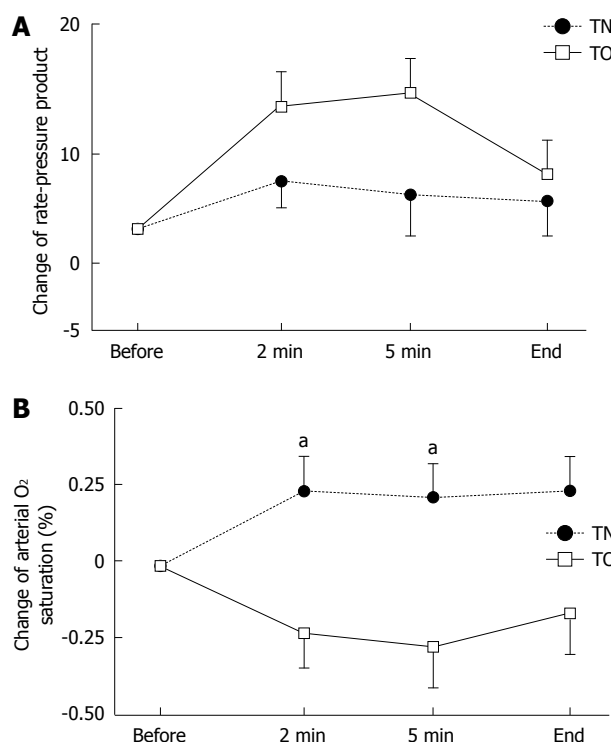 A
20
10
0
-5
Change of rate-pressure product
TN
TO
Before 2 min 5 min End
B
0.50
0.25
0
-0.25
-0.50
Change of arterial O₂
saturation (%)
a a
TN
TO
Before 2 min 5 min End